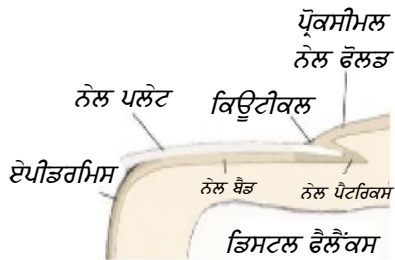 ਪ੍ਰੋਕਸੀਮਲ
ਨੇਲ ਫੋਲਡ
ਨੇਲ ਪਲੇਟ
ਕਿਊਟੀਕਲ
ਏਪੀਡਰਮਿਸ
ਨੇਲ ਬੈਡ
ਨੇਲ ਪੈਟਰਿਕਸ
ਡਿਸਟਲ ਫੈਲੈਂਕਸ